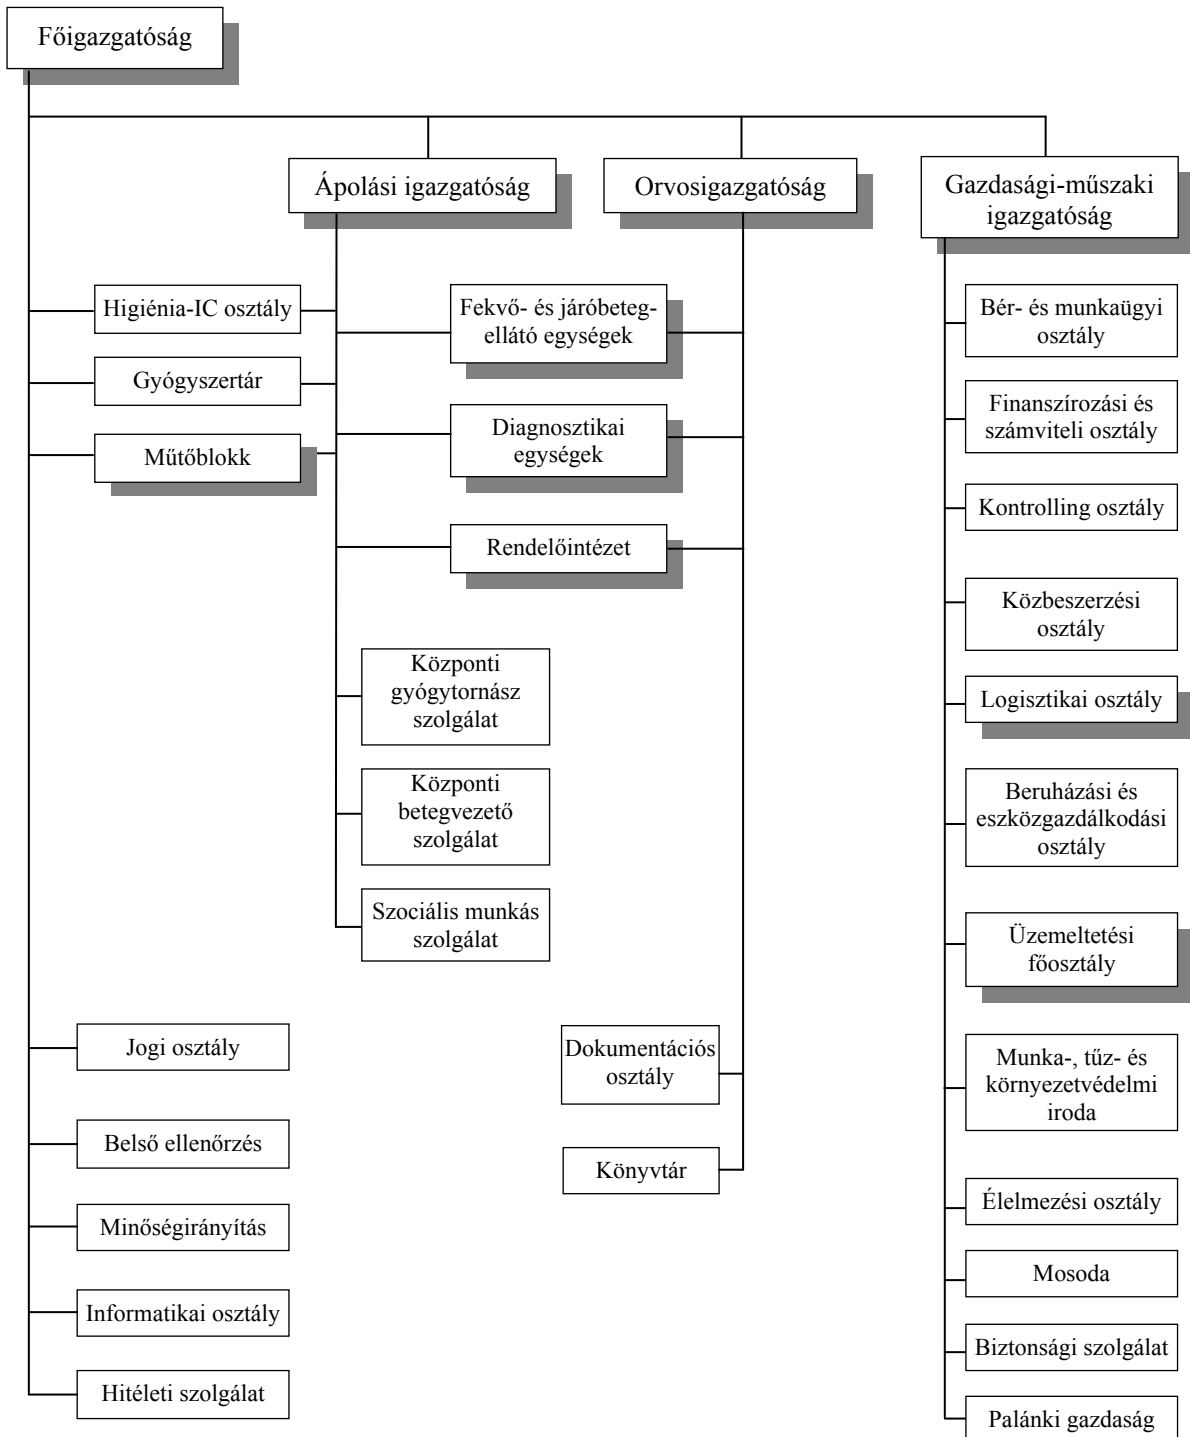 Főigazgatóság
Ápolási igazgatóság
Orvosigazgatóság
Gazdasági-műszaki
igazgatóság
Higiénia-IC osztály
Gyógyszertár
Műtőblokk
Fekvő- és járóbeteg-
ellátó egységek
Diagnosztikai
egységek
Rendelőintézet
Központi
gyógytornász
szolgálat
Központi
betegvezető
szolgálat
Szociális munkás
szolgálat
Jogi osztály
Belső ellenőrzés
Minőségirányítás
Informatikai osztály
Hitéleti szolgálat
Dokumentációs
osztály
Könyvtár
Bér- és munkaügyi
osztály
Finanszírozási és
számviteli osztály
Kontrolling osztály
Közbeszerzési
osztály
Logisztikai osztály
Beruházási és
eszközgazdálkodási
osztály
Üzemeltetési
főosztály
Munka-, tűz- és
környezetvédelmi
iroda
Élelmezési osztály
Mosoda
Biztonsági szolgálat
Palánki gazdaság